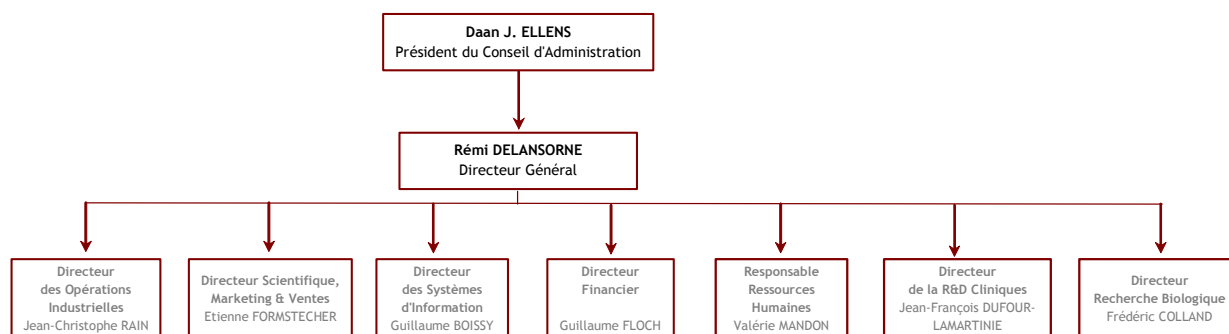 Daan J. ELLENS
Président du Conseil d'Administration
Rémi DELANSORNE
Directeur Général
Directeur
des Opérations
Industrielles
Jean-Christophe RAIN
Directeur Scientifique,
Marketing & Ventes
Etienne FORMSTECHER
Directeur
des Systèmes
d'Information
Guillaume BOISSY
Directeur
Financier
Guillaume FLOCH
Responsable
Ressources
Humaines
Valérie MANDON
Directeur
de la R&D Cliniques
Jean-François DUFOUR-
LAMARTINIE
Directeur
Recherche Biologique
Frédéric COLLAND